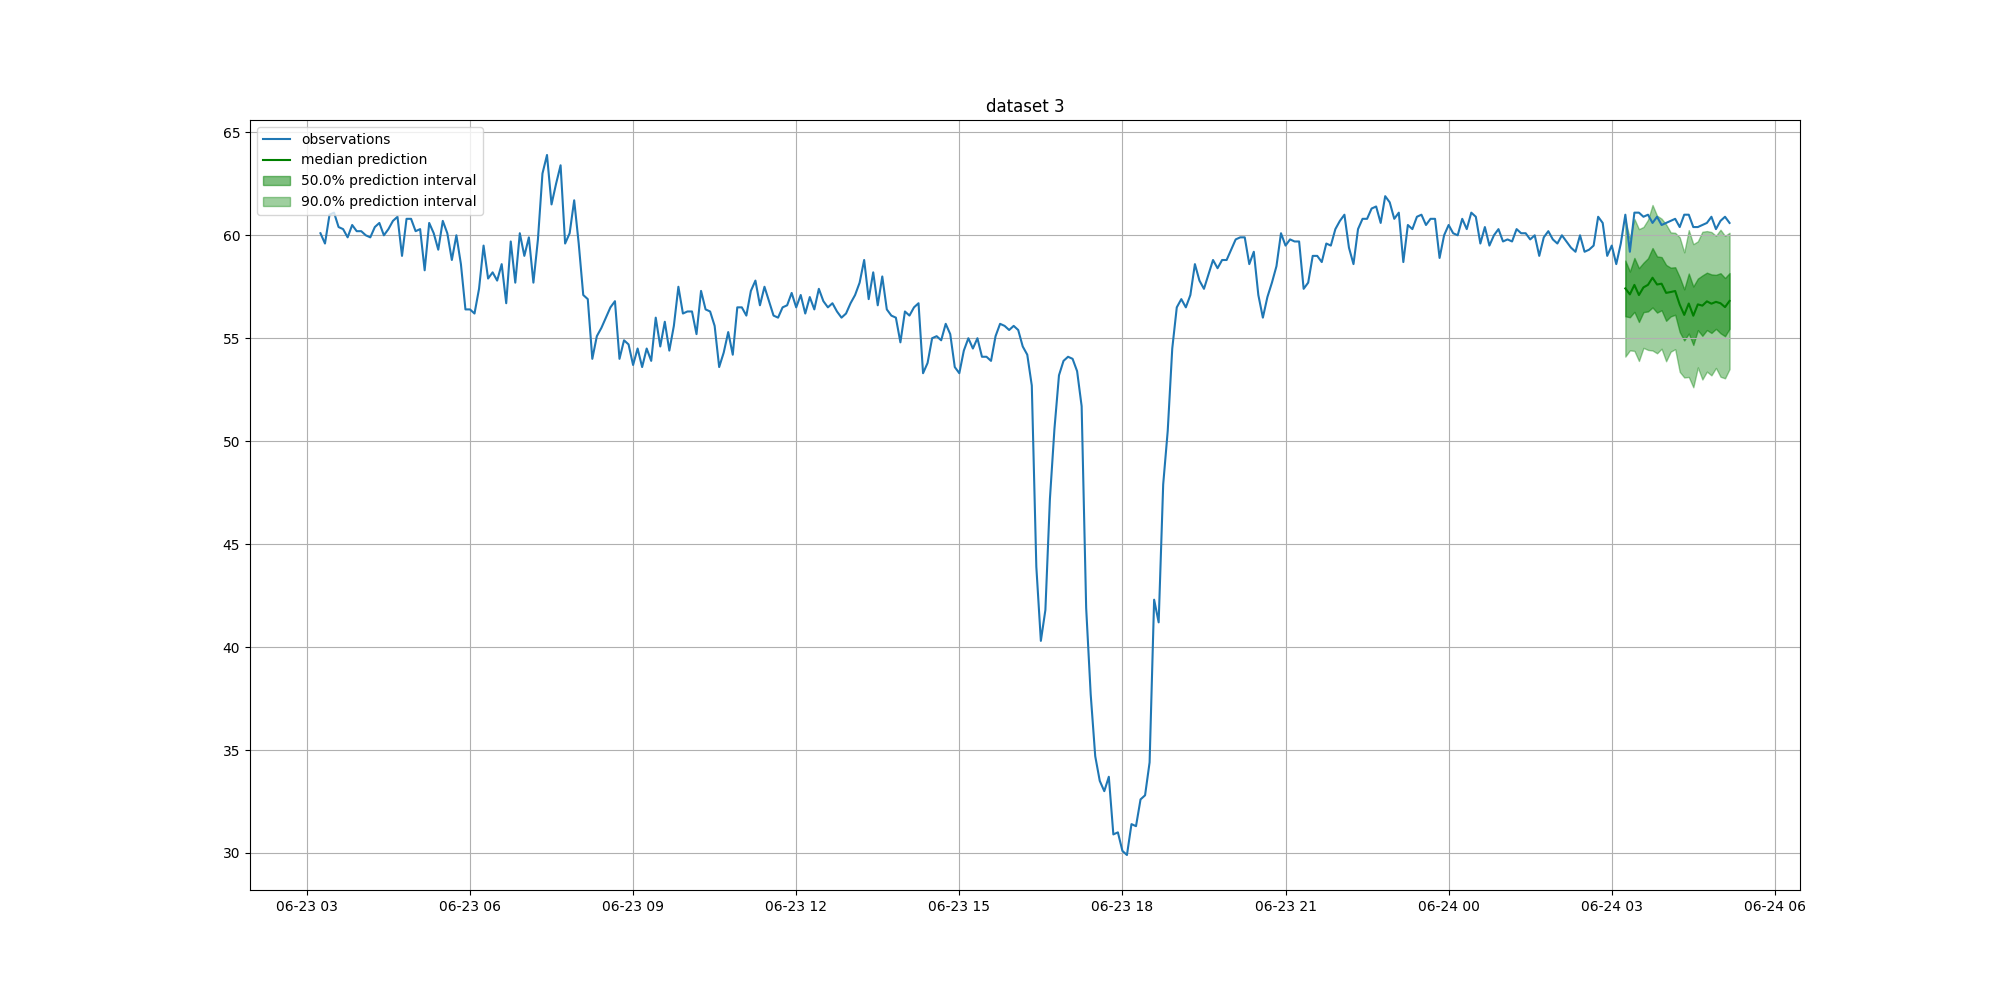 dataset 3
observations
median prediction
50.0% prediction interval
90.0% prediction interval
65
60
55
50
45
40
35
30
06-23 03 06-23 06 06-23 09 06-23 12 06-23 15 06-23 18 06-23 21 06-24 00 06-24 03 06-24 06